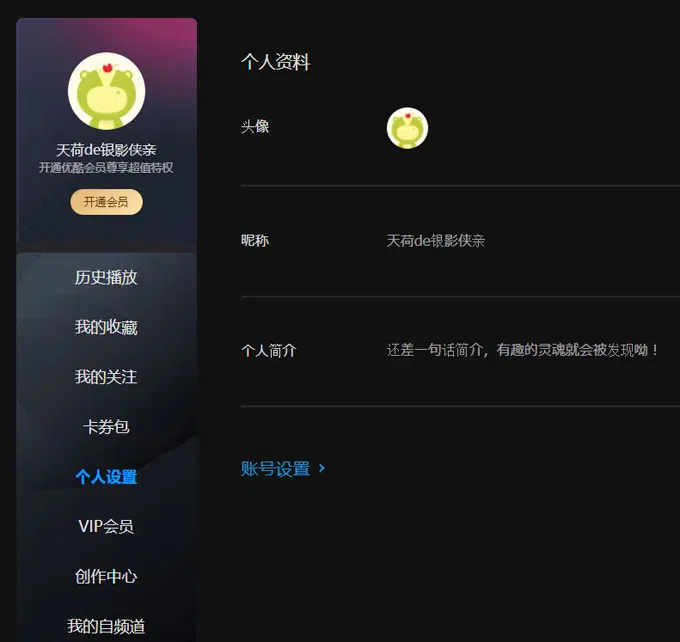 天荷de银影侠亲
开通优酷会员尊享超值特权
开通会员
历史播放
我的收藏
我的关注
卡券包
个人设置
VIP会员
创作中心
我的自频道
个人资料
头像
昵称
天荷de银影侠亲
个人简介
还差一句话简介，有趣的灵魂就会被发现呦！
账号设置 >